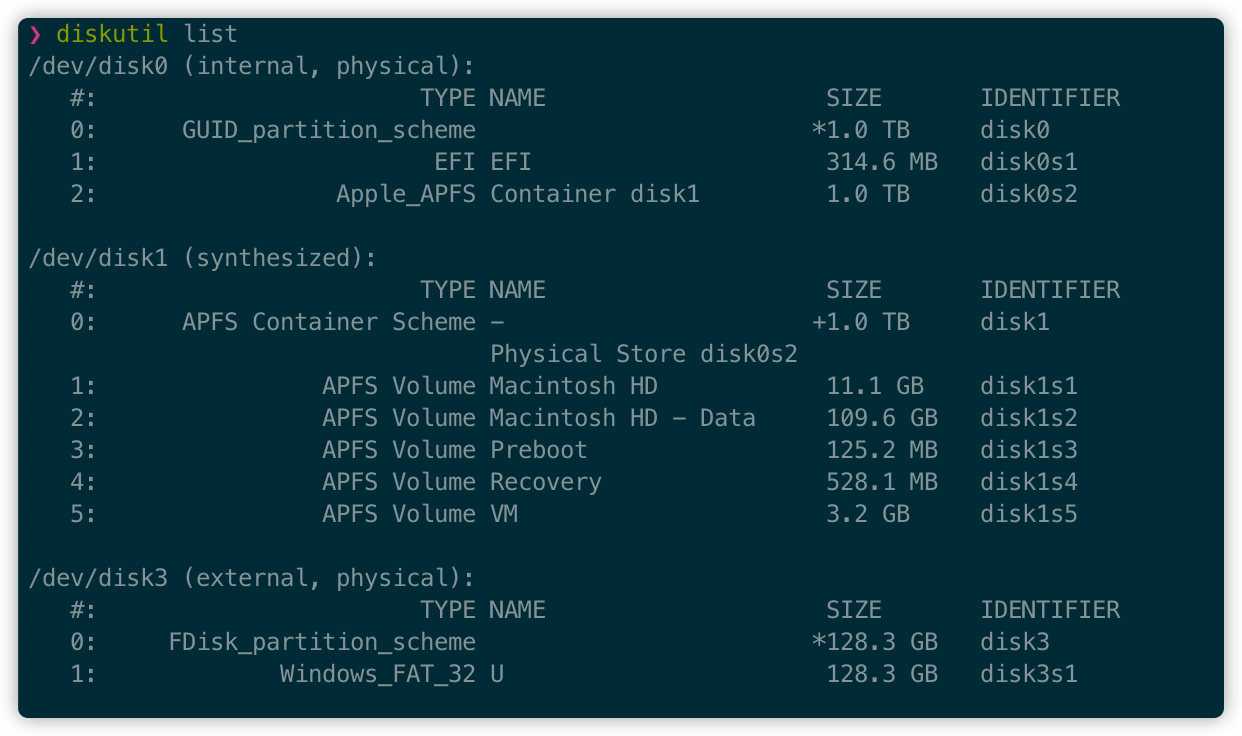 ❯ diskutil list
/dev/disk0 (internal, physical):
   #:                       TYPE NAME                    SIZE       IDENTIFIER
   0:      GUID_partition_scheme                        *1.0 TB     disk0
   1:                        EFI EFI                     314.6 MB   disk0s1
   2:                 Apple_APFS Container disk1         1.0 TB     disk0s2

/dev/disk1 (synthesized):
   #:                       TYPE NAME                    SIZE       IDENTIFIER
   0:      APFS Container Scheme -                      +1.0 TB     disk1
                                 Physical Store disk0s2
   1:                APFS Volume Macintosh HD            11.1 GB    disk1s1
   2:                APFS Volume Macintosh HD - Data     109.6 GB   disk1s2
   3:                APFS Volume Preboot                 125.2 MB   disk1s3
   4:                APFS Volume Recovery                528.1 MB   disk1s4
   5:                APFS Volume VM                      3.2 GB     disk1s5

/dev/disk3 (external, physical):
   #:                       TYPE NAME                    SIZE       IDENTIFIER
   0:     FDisk_partition_scheme                        *128.3 GB   disk3
   1:             Windows_FAT_32 U                       128.3 GB   disk3s1